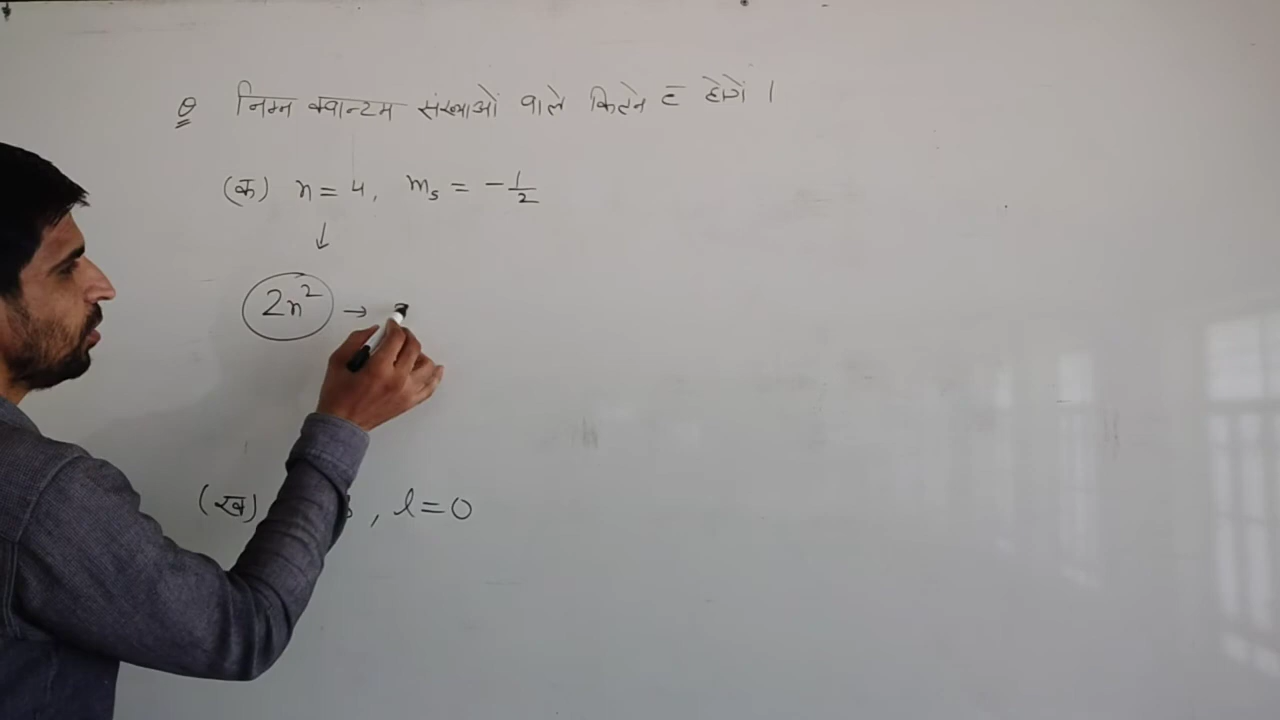 Q निम्न क्वान्टम संख्याओं वाले कितने e̅ होगें ।
(क) n = 4, ms = -1/2
↓
2n² →
(ख) , l = 0